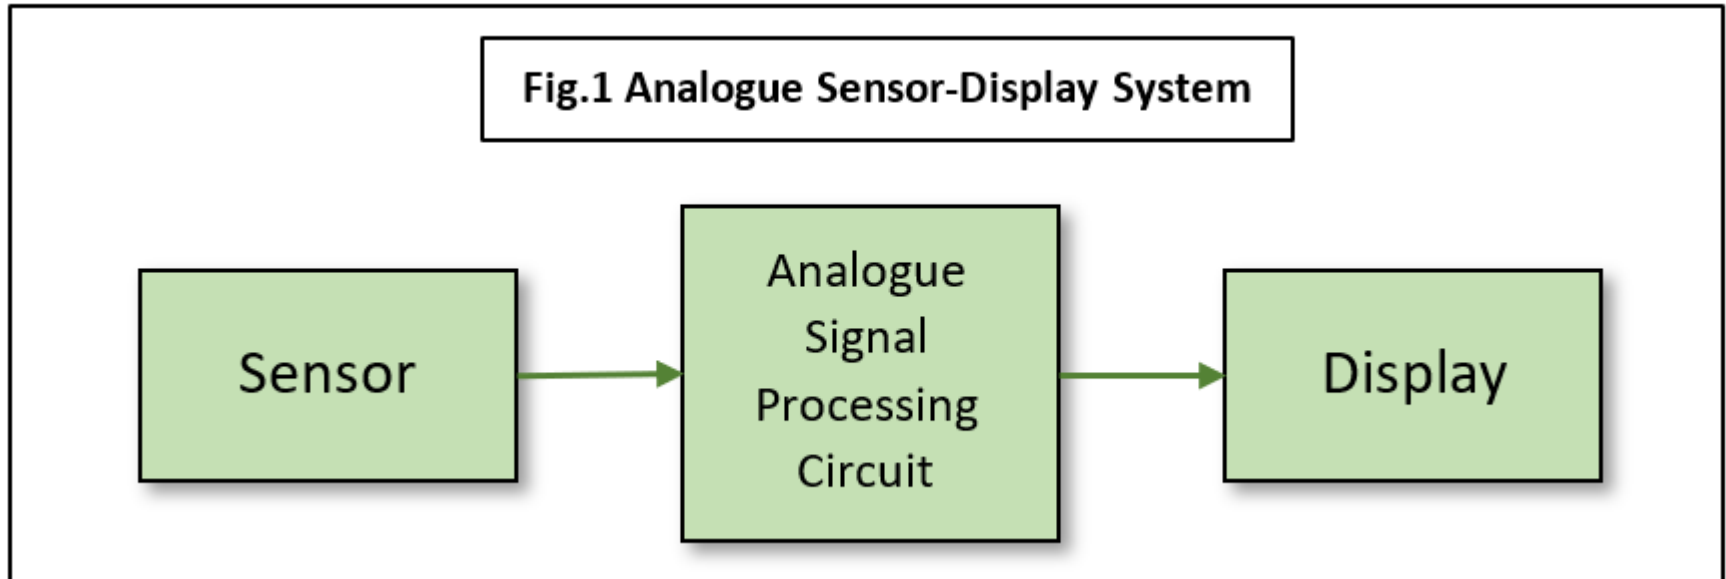 Fig.1 Analogue Sensor-Display System
Sensor
Analogue
Signal
Processing
Circuit
Display